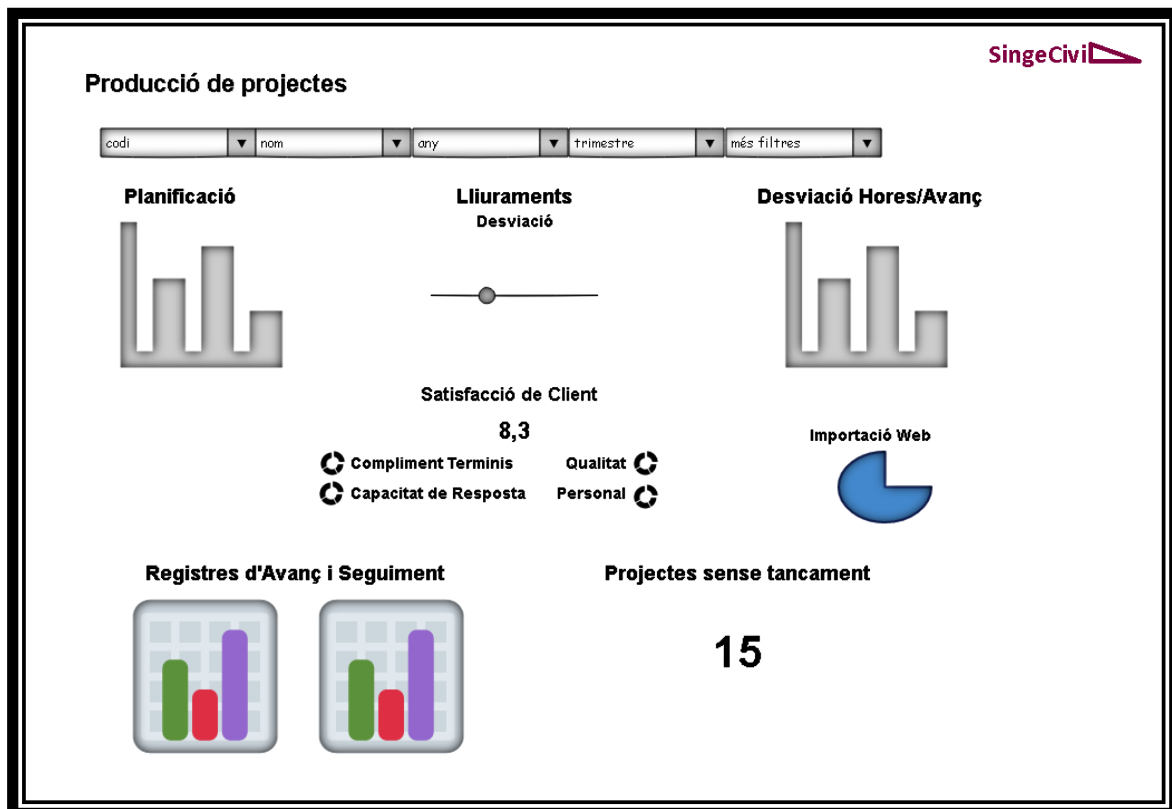 SingeCivil
Producció de projectes
codi nom any trimestre més filtres
Planificació Lliuraments Desviació Hores/Avanç
Desviació
Satisfacció de Client
8,3
Importació Web
Compliment Terminis Qualitat
Capacitat de Resposta Personal
Registres d'Avanç i Seguiment Projectes sense tancament
15